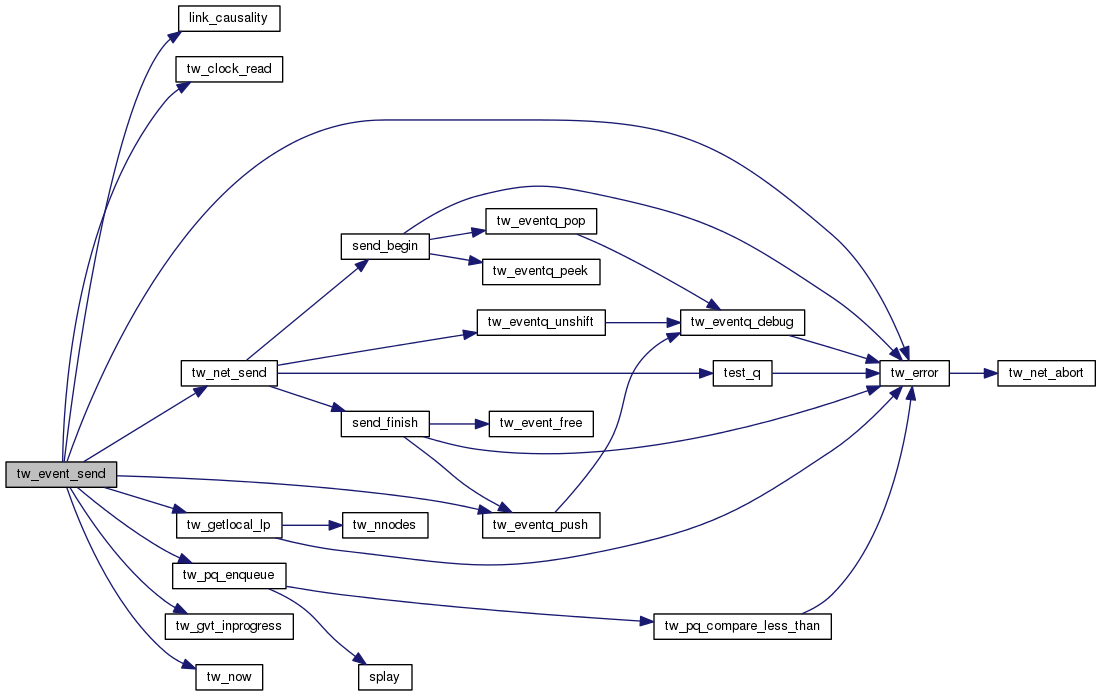 link_causality
tw_clock_read
tw_eventq_pop
send_begin
tw_eventq_peek
tw_eventq_unshift
tw_eventq_debug
tw_net_send
test_q
tw_error
tw_net_abort
send_finish
tw_event_free
tw_event_send
tw_getlocal_lp
tw_nnodes
tw_eventq_push
tw_pq_enqueue
tw_gvt_inprogress
tw_pq_compare_less_than
tw_now
splay